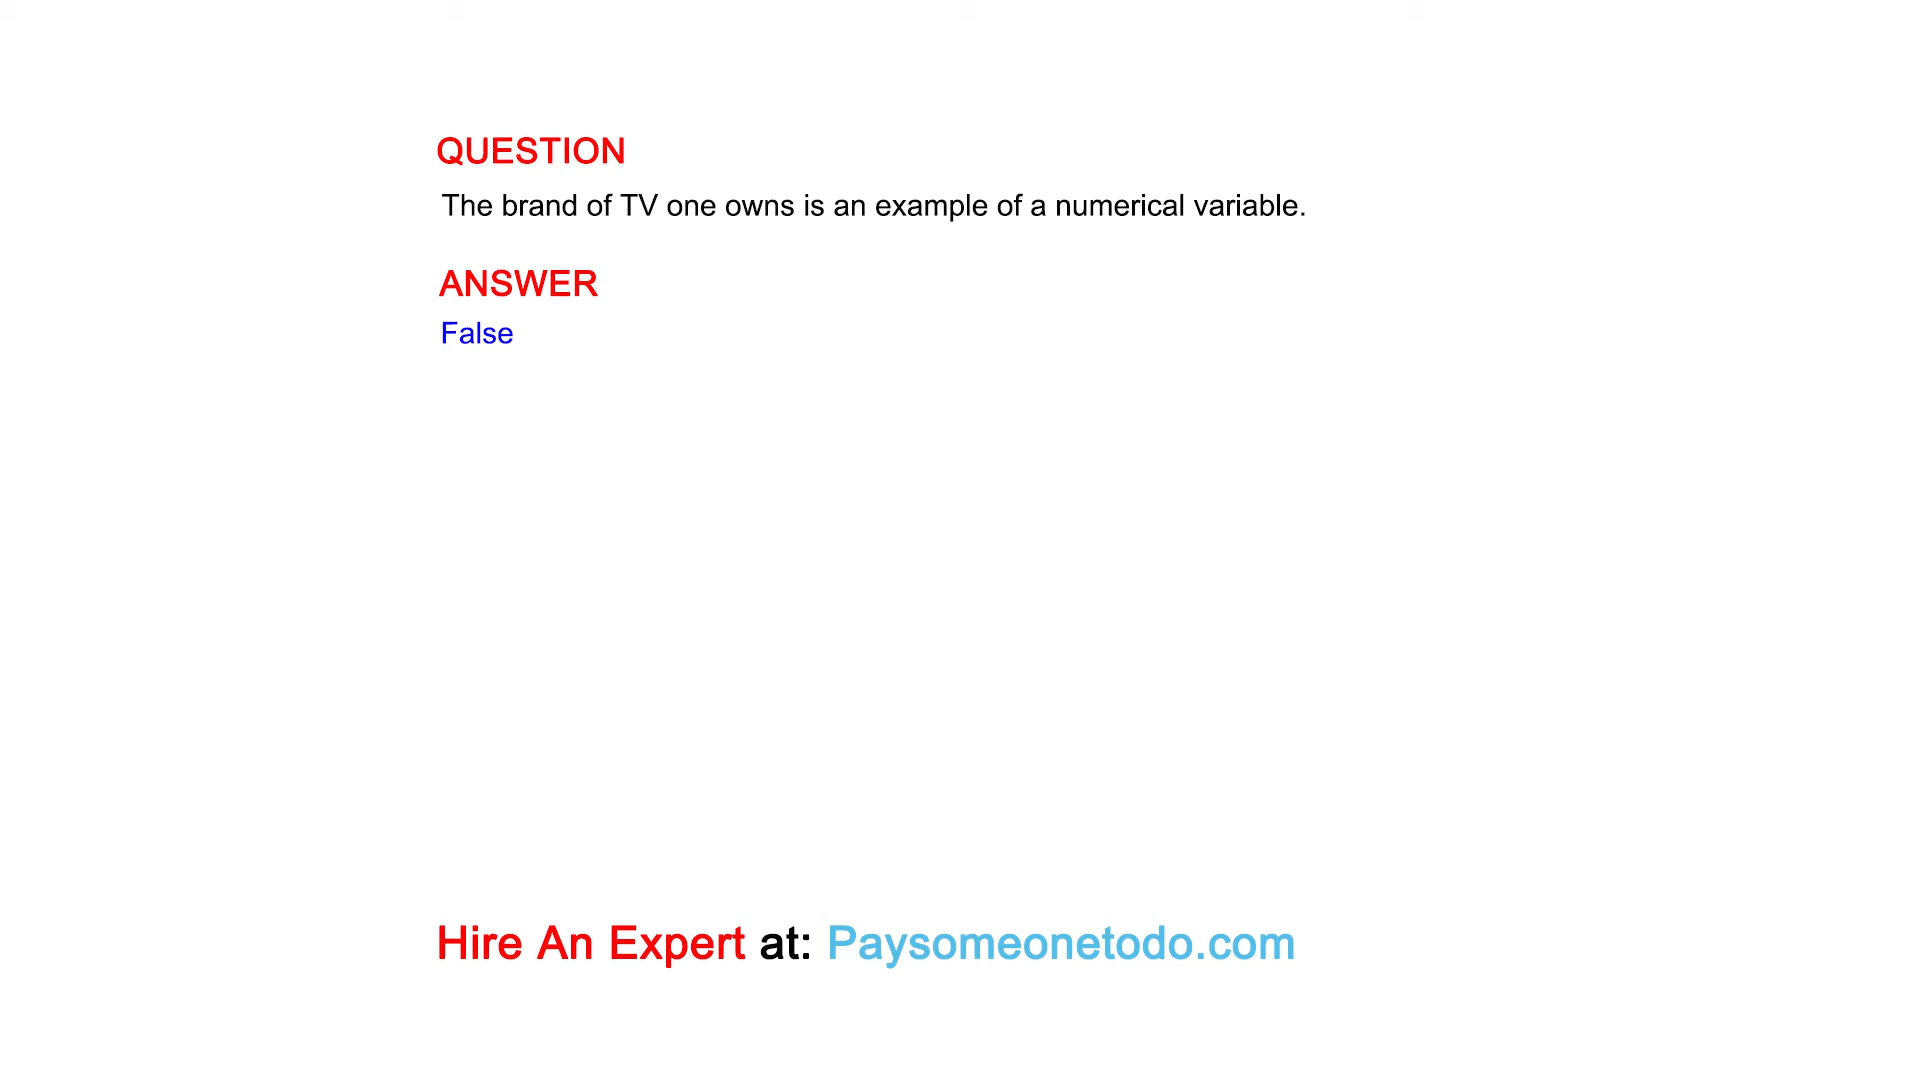 QUESTION
The brand of TV one owns is an example of a numerical variable.
ANSWER
False
Hire An Expert at: Paysomeonetodo.com